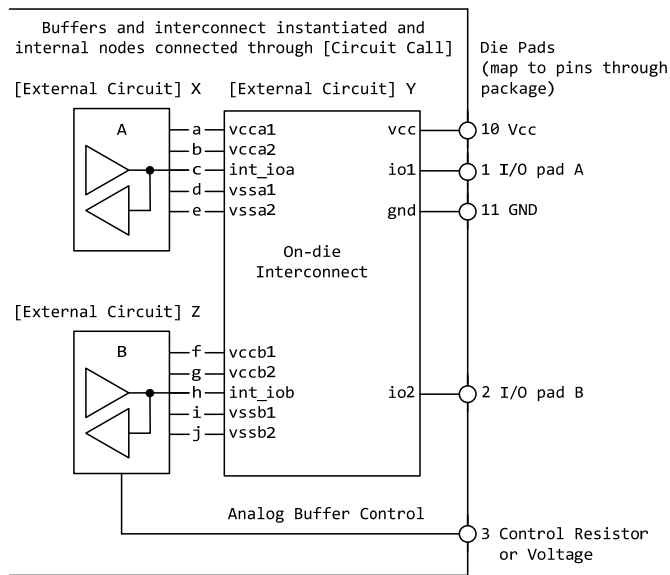 Buffers and interconnect instantiated and
internal nodes connected through [Circuit Call]
Die Pads
(map to pins through
package)
[External Circuit] X
[External Circuit] Y
A
a
vcca1
vcc
10 Vcc
b
vcca2
c
int_ioa
io1
1 I/O pad A
d
vssa1
e
vssa2
gnd
11 GND
On-die
Interconnect
[External Circuit] Z
B
f
vccb1
g
vccb2
h
int_iob
io2
2 I/O pad B
i
vssb1
j
vssb2
Analog Buffer Control
3 Control Resistor
or Voltage